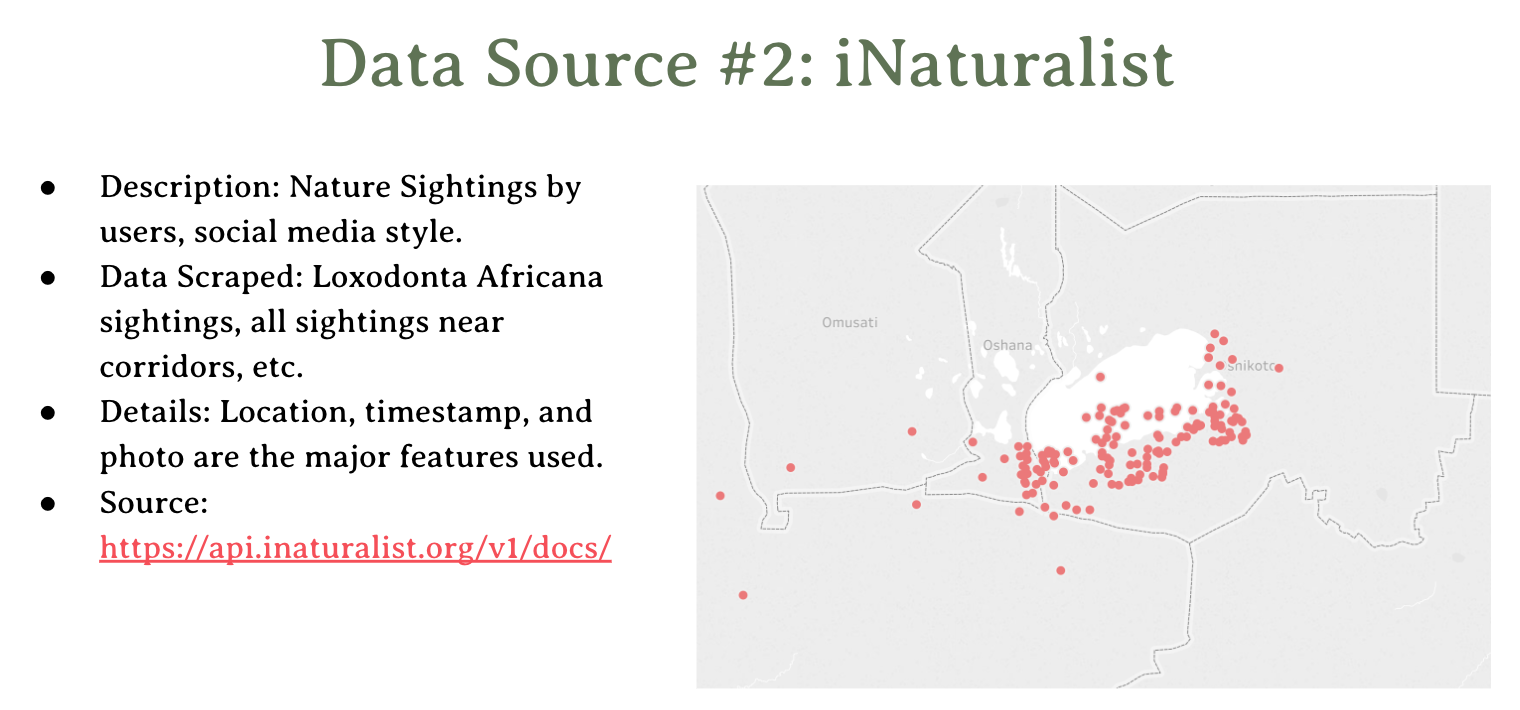 Data Source #2: iNaturalist
● Description: Nature Sightings by
users, social media style.
● Data Scraped: Loxodonta Africana
sightings, all sightings near
corridors, etc.
● Details: Location, timestamp, and
photo are the major features used.
● Source:
https://api.inaturalist.org/v1/docs/
Omusati
Oshana